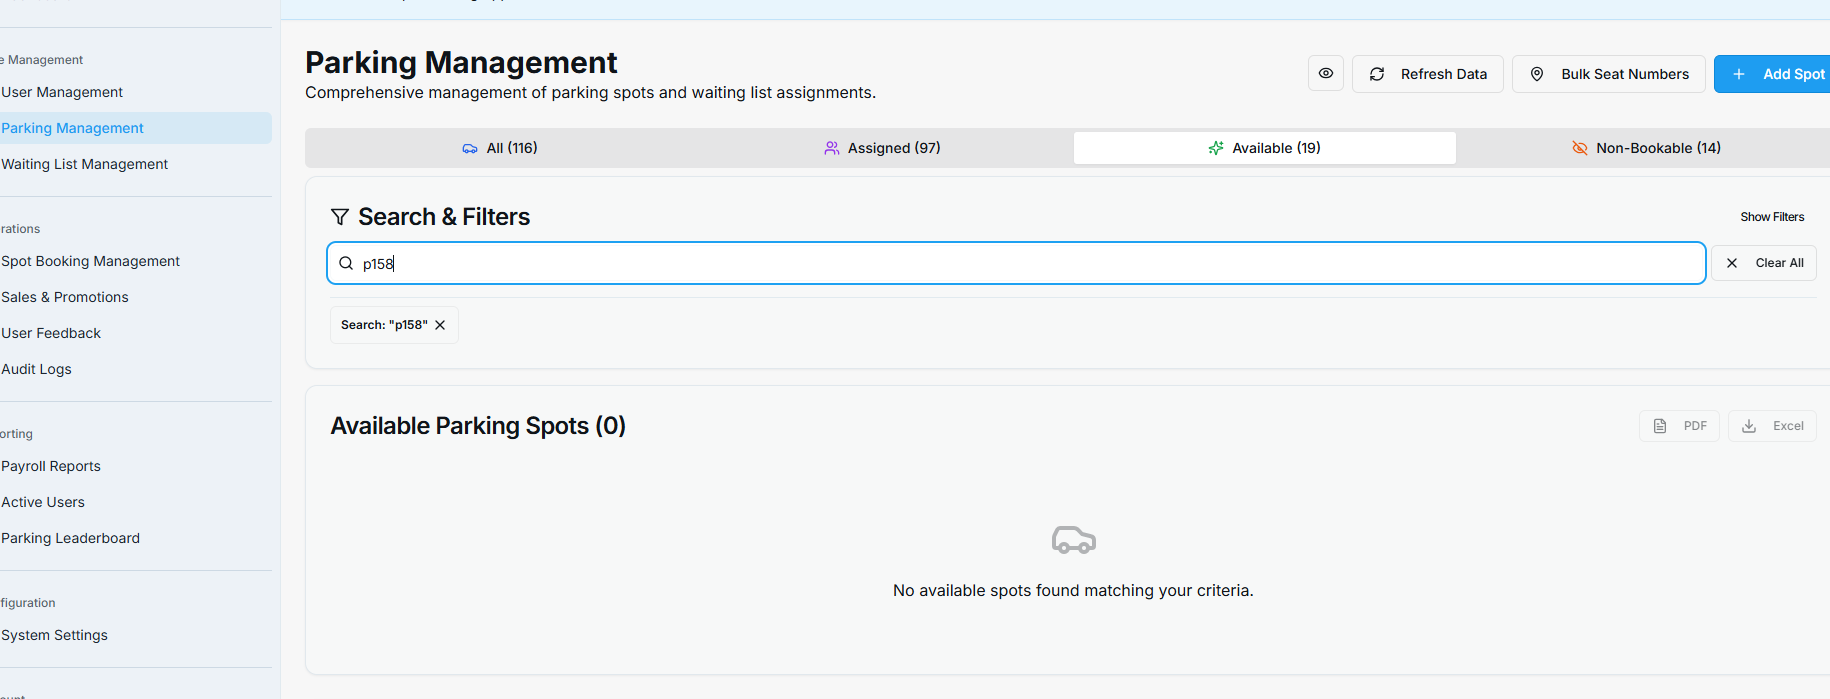 e Management
User Management
Parking Management
Waiting List Management
rations
Spot Booking Management
Sales & Promotions
User Feedback
Audit Logs
orting
Payroll Reports
Active Users
Parking Leaderboard
figuration
System Settings
Parking Management
Comprehensive management of parking spots and waiting list assignments.
Refresh Data
Bulk Seat Numbers
Add Spot
All (116)
Assigned (97)
Available (19)
Non-Bookable (14)
Search & Filters
Show Filters
p158
Clear All
Search: "p158"
Available Parking Spots (0)
PDF
Excel
No available spots found matching your criteria.